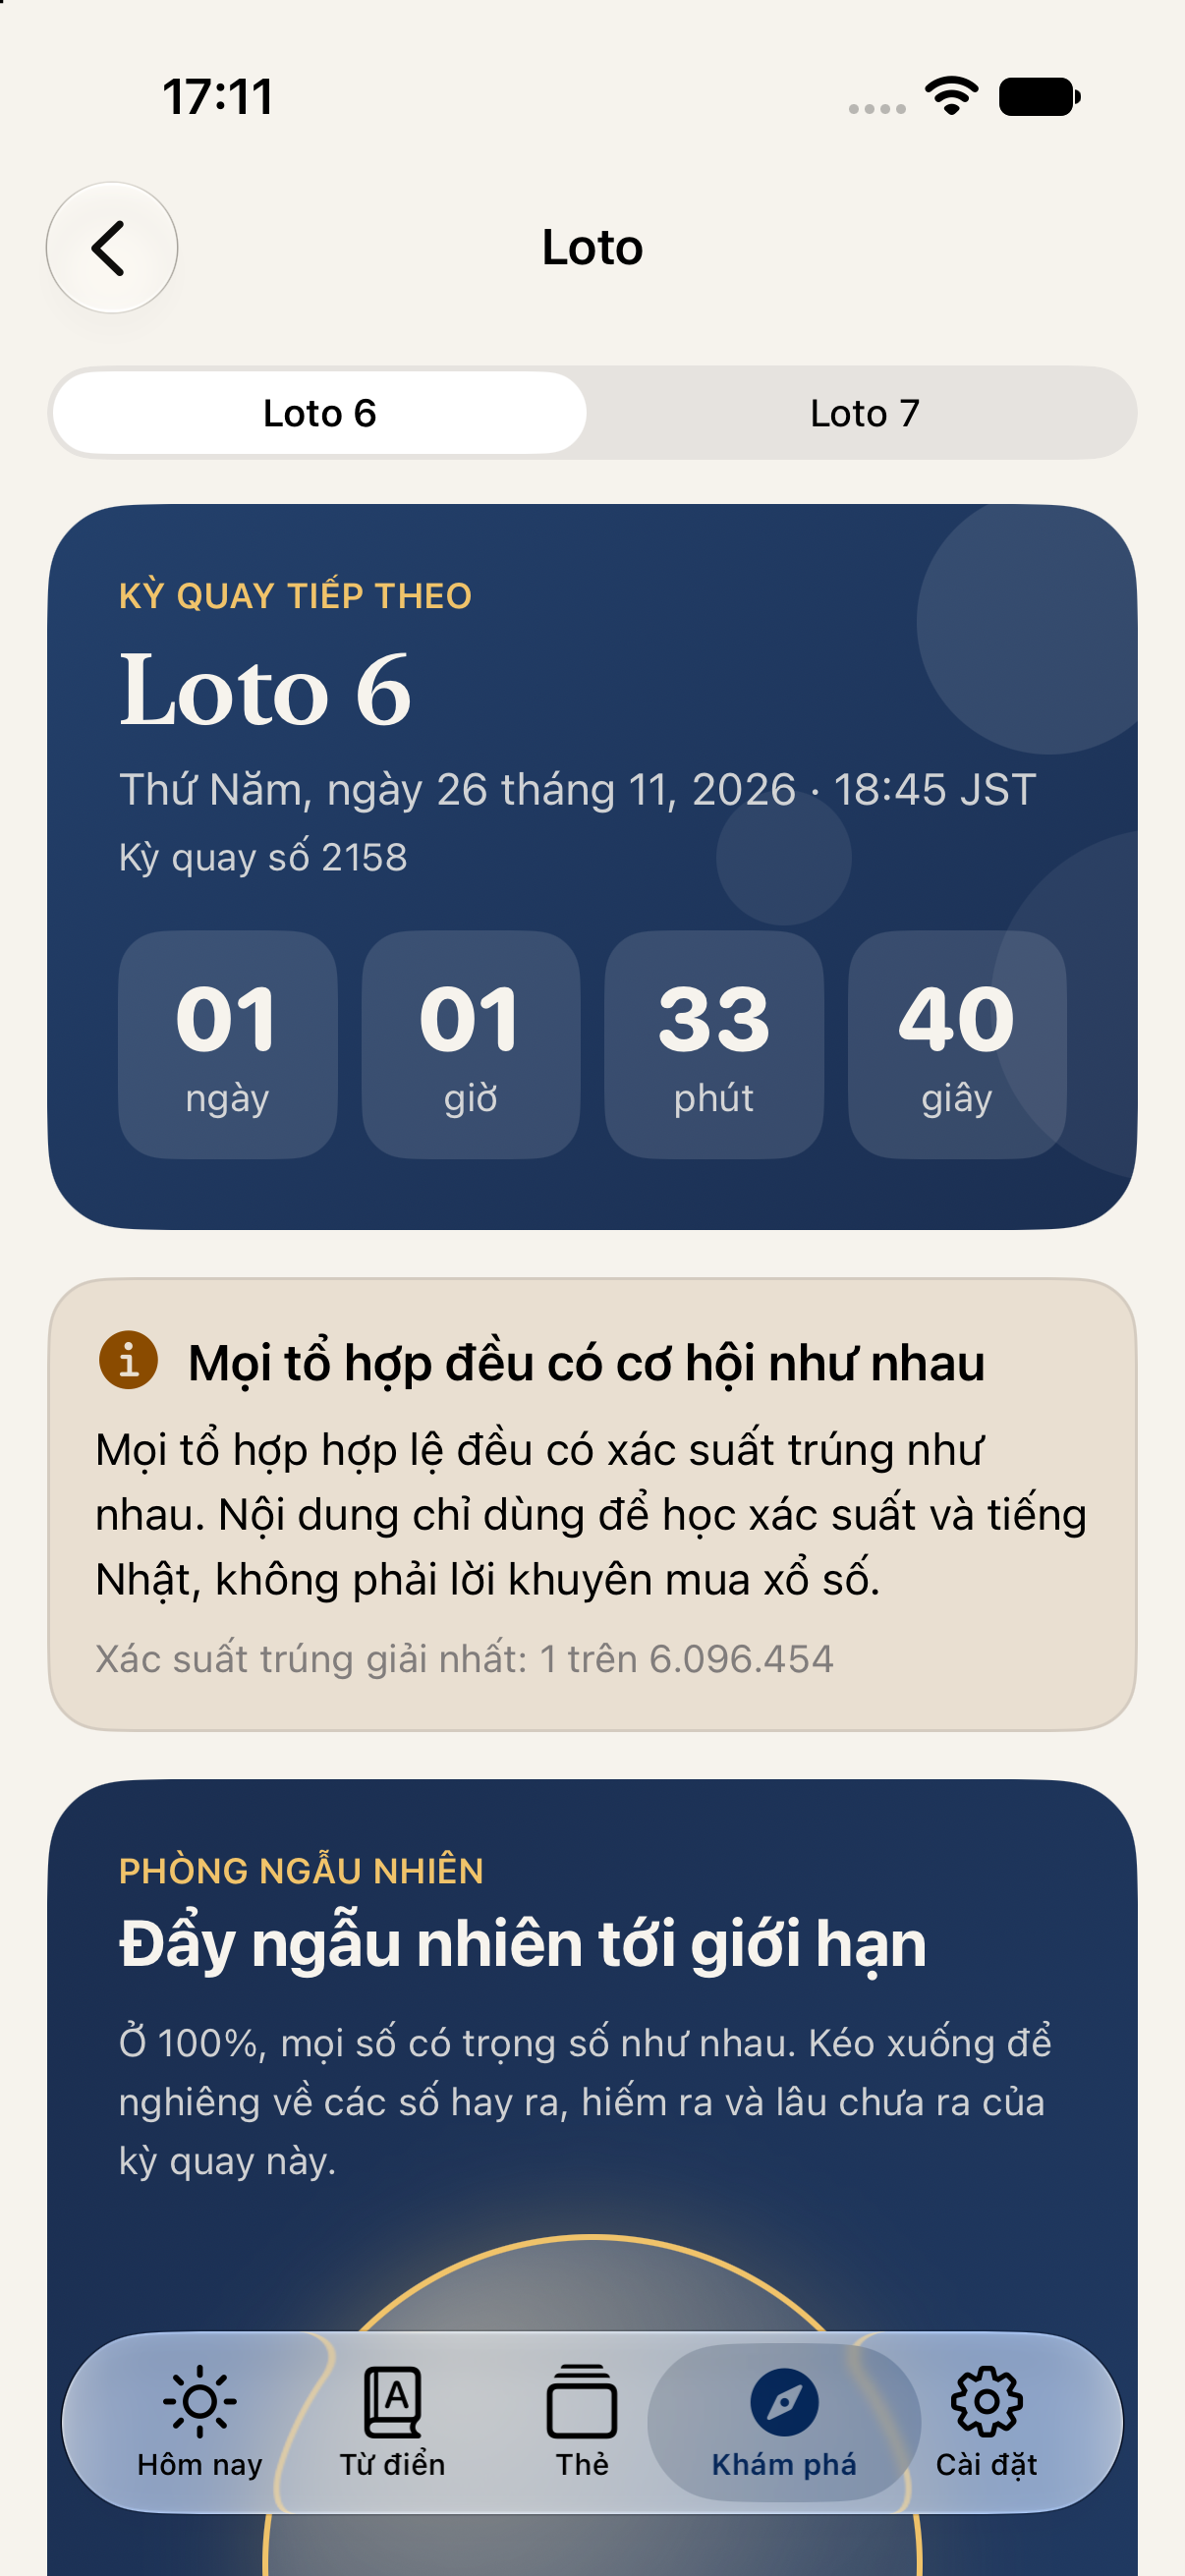 17:11
Loto
Loto 6
Loto 7
KỲ QUAY TIẾP THEO
Loto 6
Thứ Năm, ngày 26 tháng 11, 2026 · 18:45 JST
Kỳ quay số 2158
01
01
33
40
ngày
giờ
phút
giây
Mọi tổ hợp đều có cơ hội như nhau
Mọi tổ hợp hợp lệ đều có xác suất trúng như
nhau. Nội dung chỉ dùng để học xác suất và tiếng
Nhật, không phải lời khuyên mua xổ số.
Xác suất trúng giải nhất: 1 trên 6.096.454
PHÒNG NGẪU NHIÊN
Đẩy ngẫu nhiên tới giới hạn
Ở 100%, mọi số có trọng số như nhau. Kéo xuống để
nghiêng về các số hay ra, hiếm ra và lâu chưa ra của
kỳ quay này.
Hôm nay
Từ điển
Thẻ
Khám phá
Cài đặt